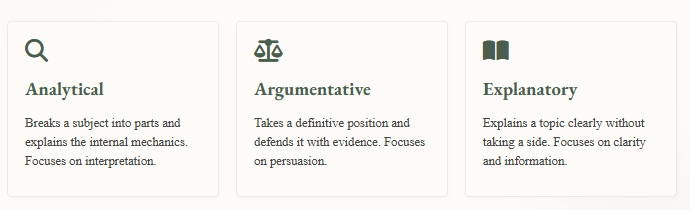 Analytical
Breaks a subject into parts and
explains the internal mechanics.
Focuses on interpretation.
Argumentative
Takes a definitive position and
defends it with evidence. Focuses
on persuasion.
Explanatory
Explains a topic clearly without
taking a side. Focuses on clarity
and information.